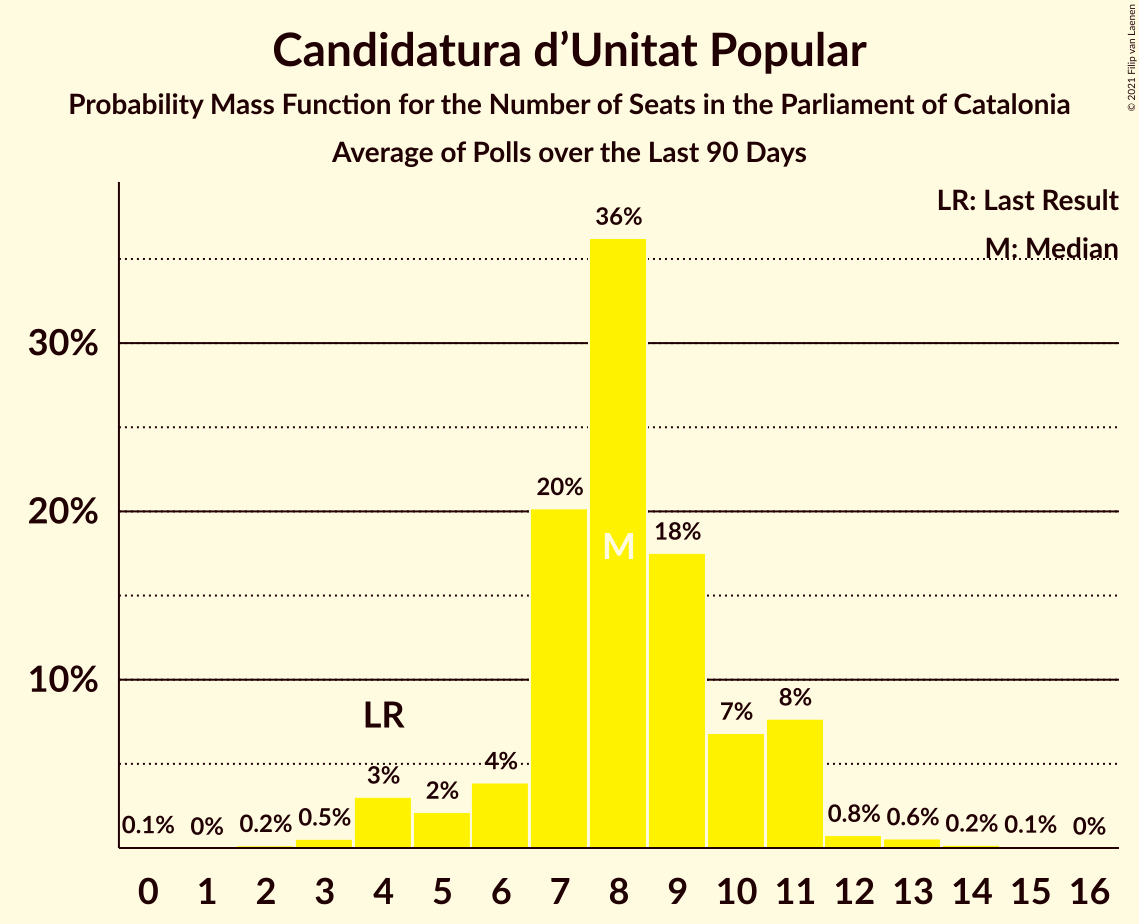 Candidatura d’Unitat Popular
Probability Mass Function for the Number of Seats in the Parliament of Catalonia
Average of Polls over the Last 90 Days
© 2021 Filip van Laenen
LR: Last Result
M: Median
30%
20%
10%
0.1%
0%
0.2%
0.5%
3%
LR
2%
4%
20%
36%
M
18%
7%
8%
0.8%
0.6%
0.2%
0.1%
0%
0 1 2 3 4 5 6 7 8 9 10 11 12 13 14 15 16